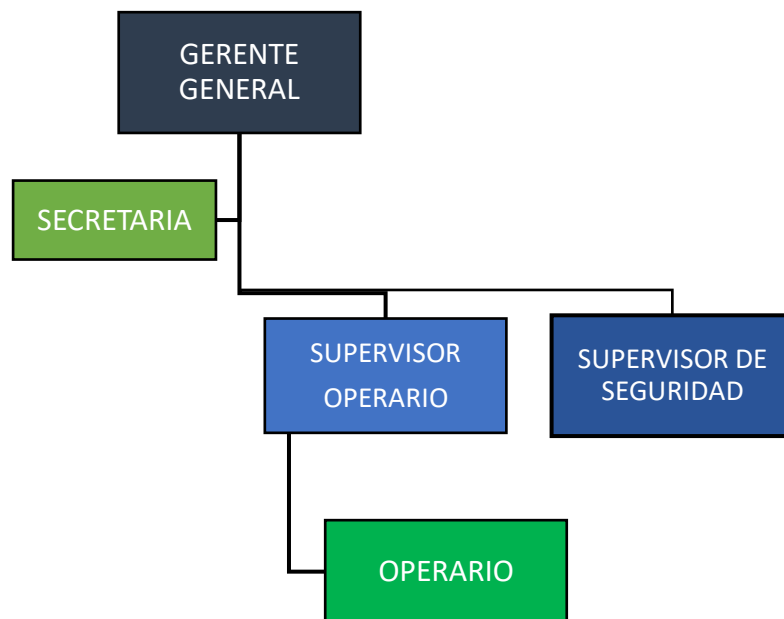 GERENTE
GENERAL
SECRETARIA
SUPERVISOR
OPERARIO
SUPERVISOR DE
SEGURIDAD
OPERARIO